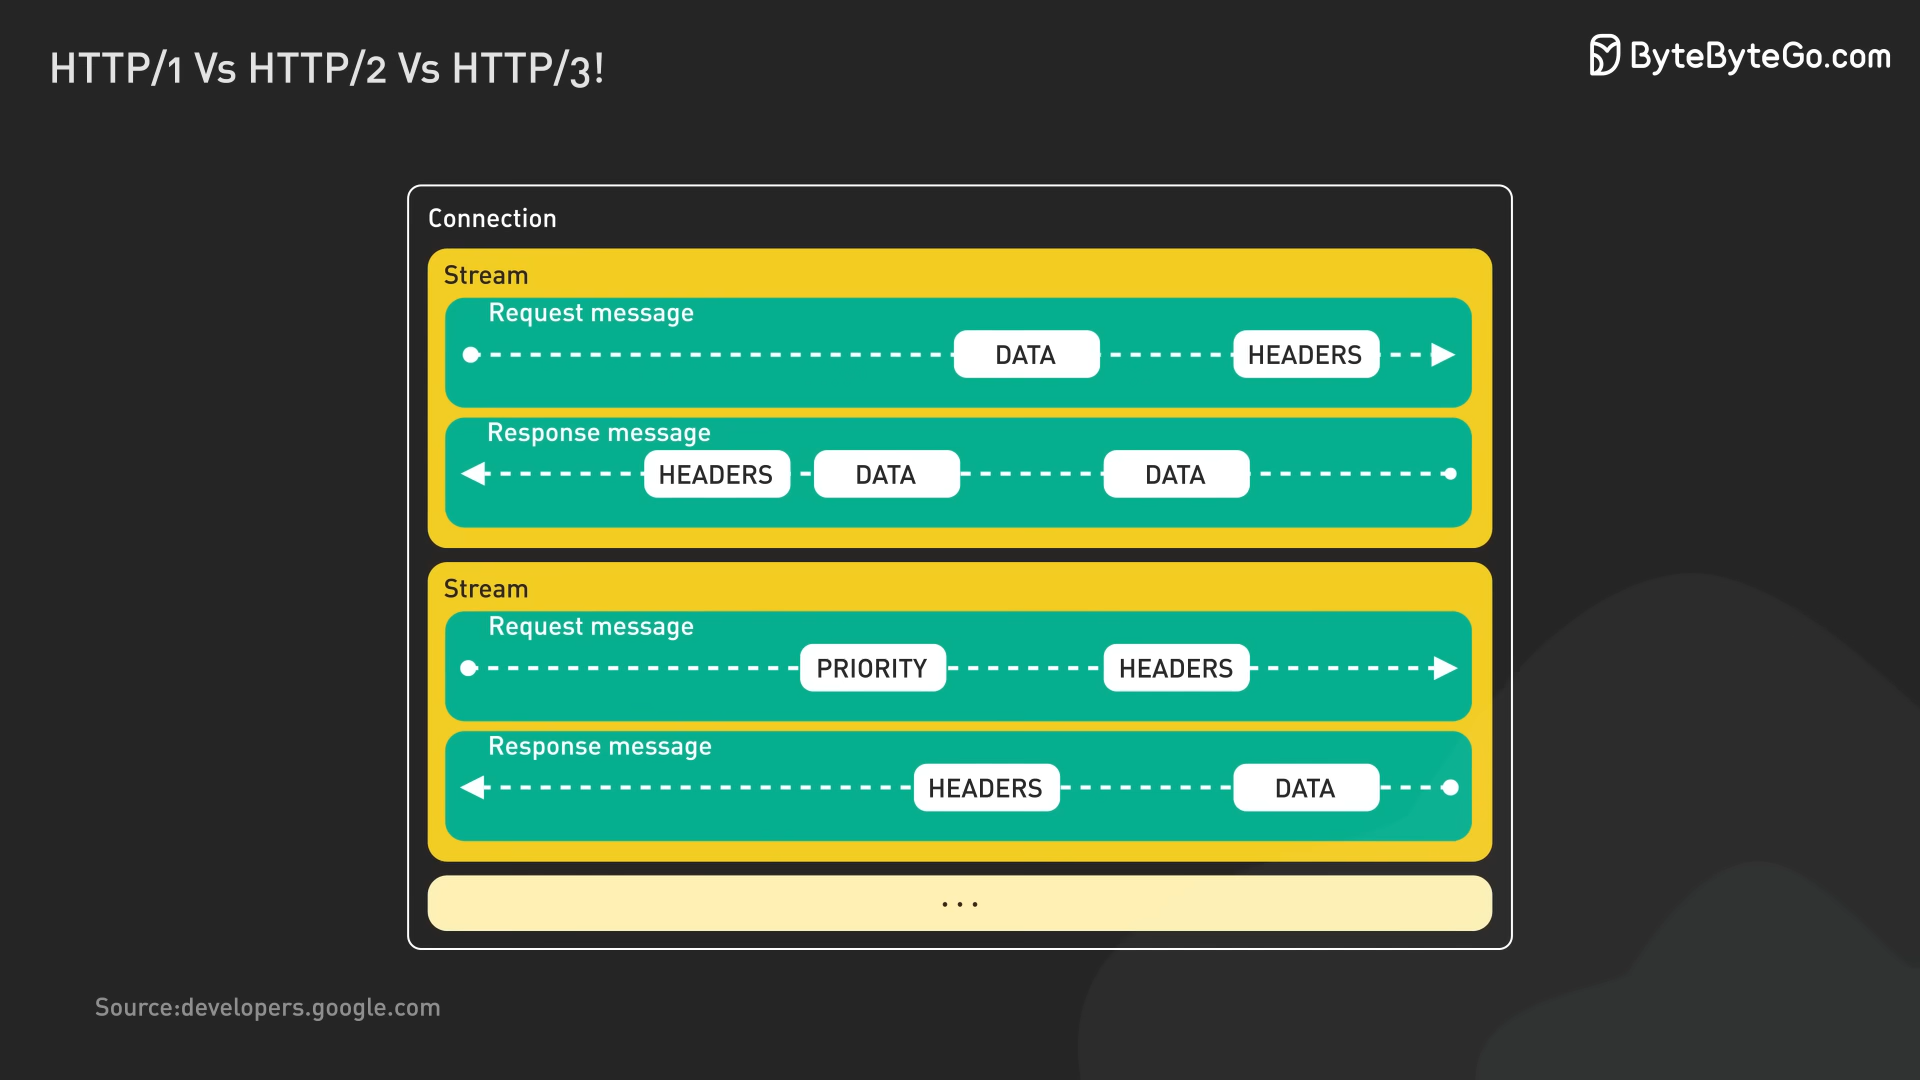 HTTP/1 Vs HTTP/2 Vs HTTP/3!
ByteByteGo.com
Connection
Stream
Request message
DATA HEADERS
Response message
HEADERS DATA DATA
Stream
Request message
PRIORITY HEADERS
Response message
HEADERS DATA
...
Source:developers.google.com